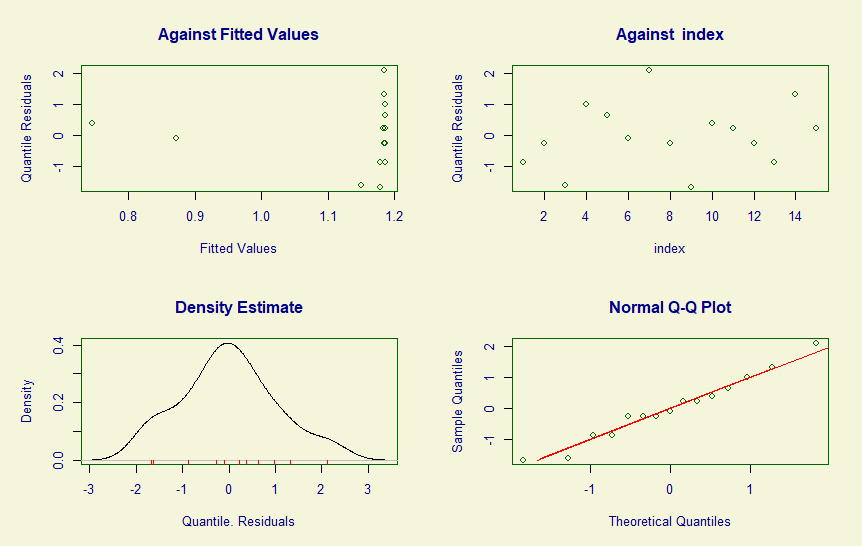 Against Fitted Values
Quantile Residuals
2
1
0
-1
0.8 0.9 1.0 1.1 1.2
Fitted Values
Against index
Quantile Residuals
2
1
0
-1
2 4 6 8 10 12 14
index
Density Estimate
Density
0.4
0.2
0.0
-3 -2 -1 0 1 2 3
Quantile. Residuals
Normal Q-Q Plot
Sample Quantiles
2
1
0
-1
-1 0 1
Theoretical Quantiles